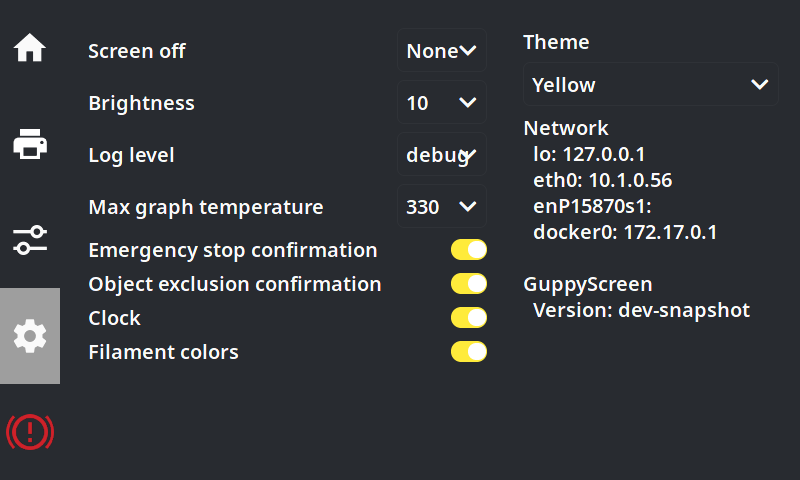 Screen off None
Brightness 10
Log level debug
Max graph temperature 330
Emergency stop confirmation
Object exclusion confirmation
Clock
Filament colors
Theme
Yellow
Network
lo: 127.0.0.1
eth0: 10.1.0.56
enP15870s1:
docker0: 172.17.0.1
GuppyScreen
Version: dev-snapshot